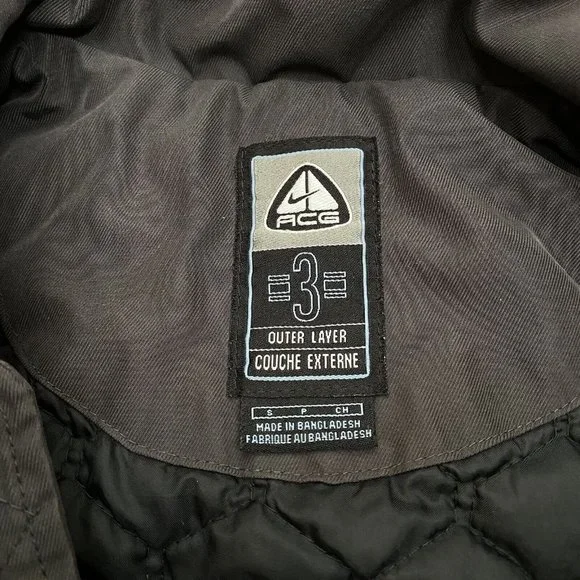 ACG
3
OUTER LAYER
COUCHE EXTERNE
S P CH
MADE IN BANGLADESH
FABRIQUE AU BANGLADESH